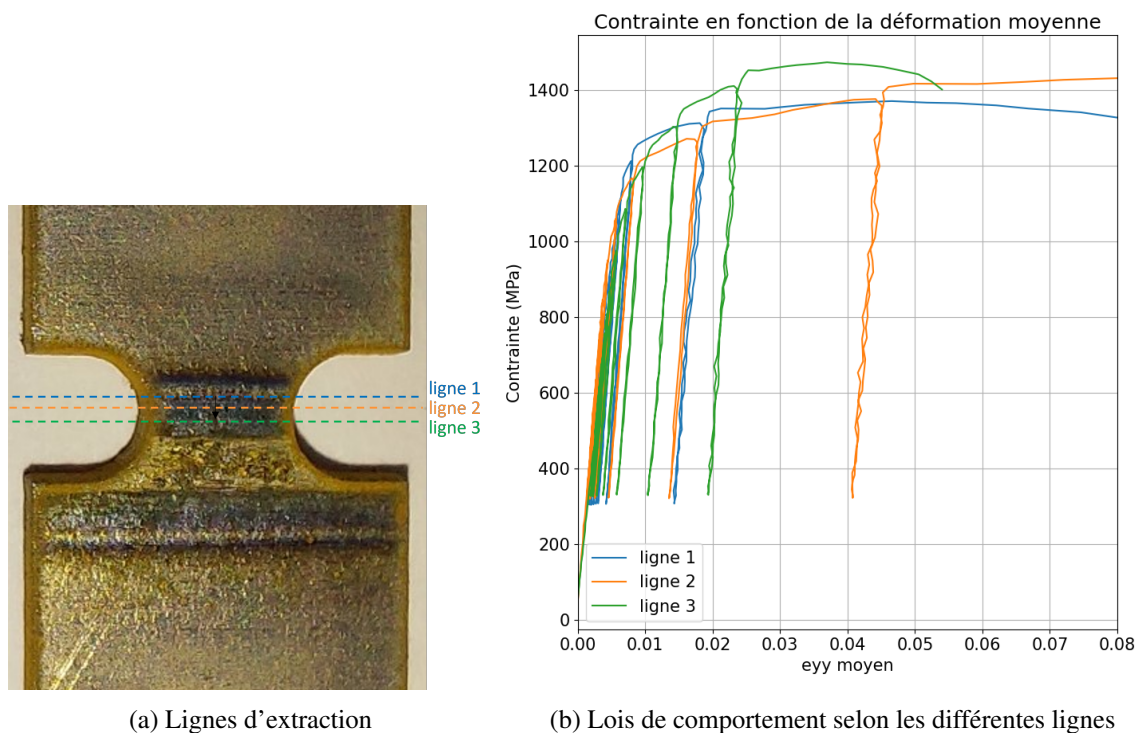 ligne 1
ligne 2
ligne 3
(a) Lignes d'extraction
Contrainte en fonction de la déformation moyenne
Contrainte (MPa)
1400
1200
1000
800
600
400
200
0
ligne 1
ligne 2
ligne 3
0.00 0.01 0.02 0.03 0.04 0.05 0.06 0.07 0.08
eyy moyen
(b) Lois de comportement selon les différentes lignes